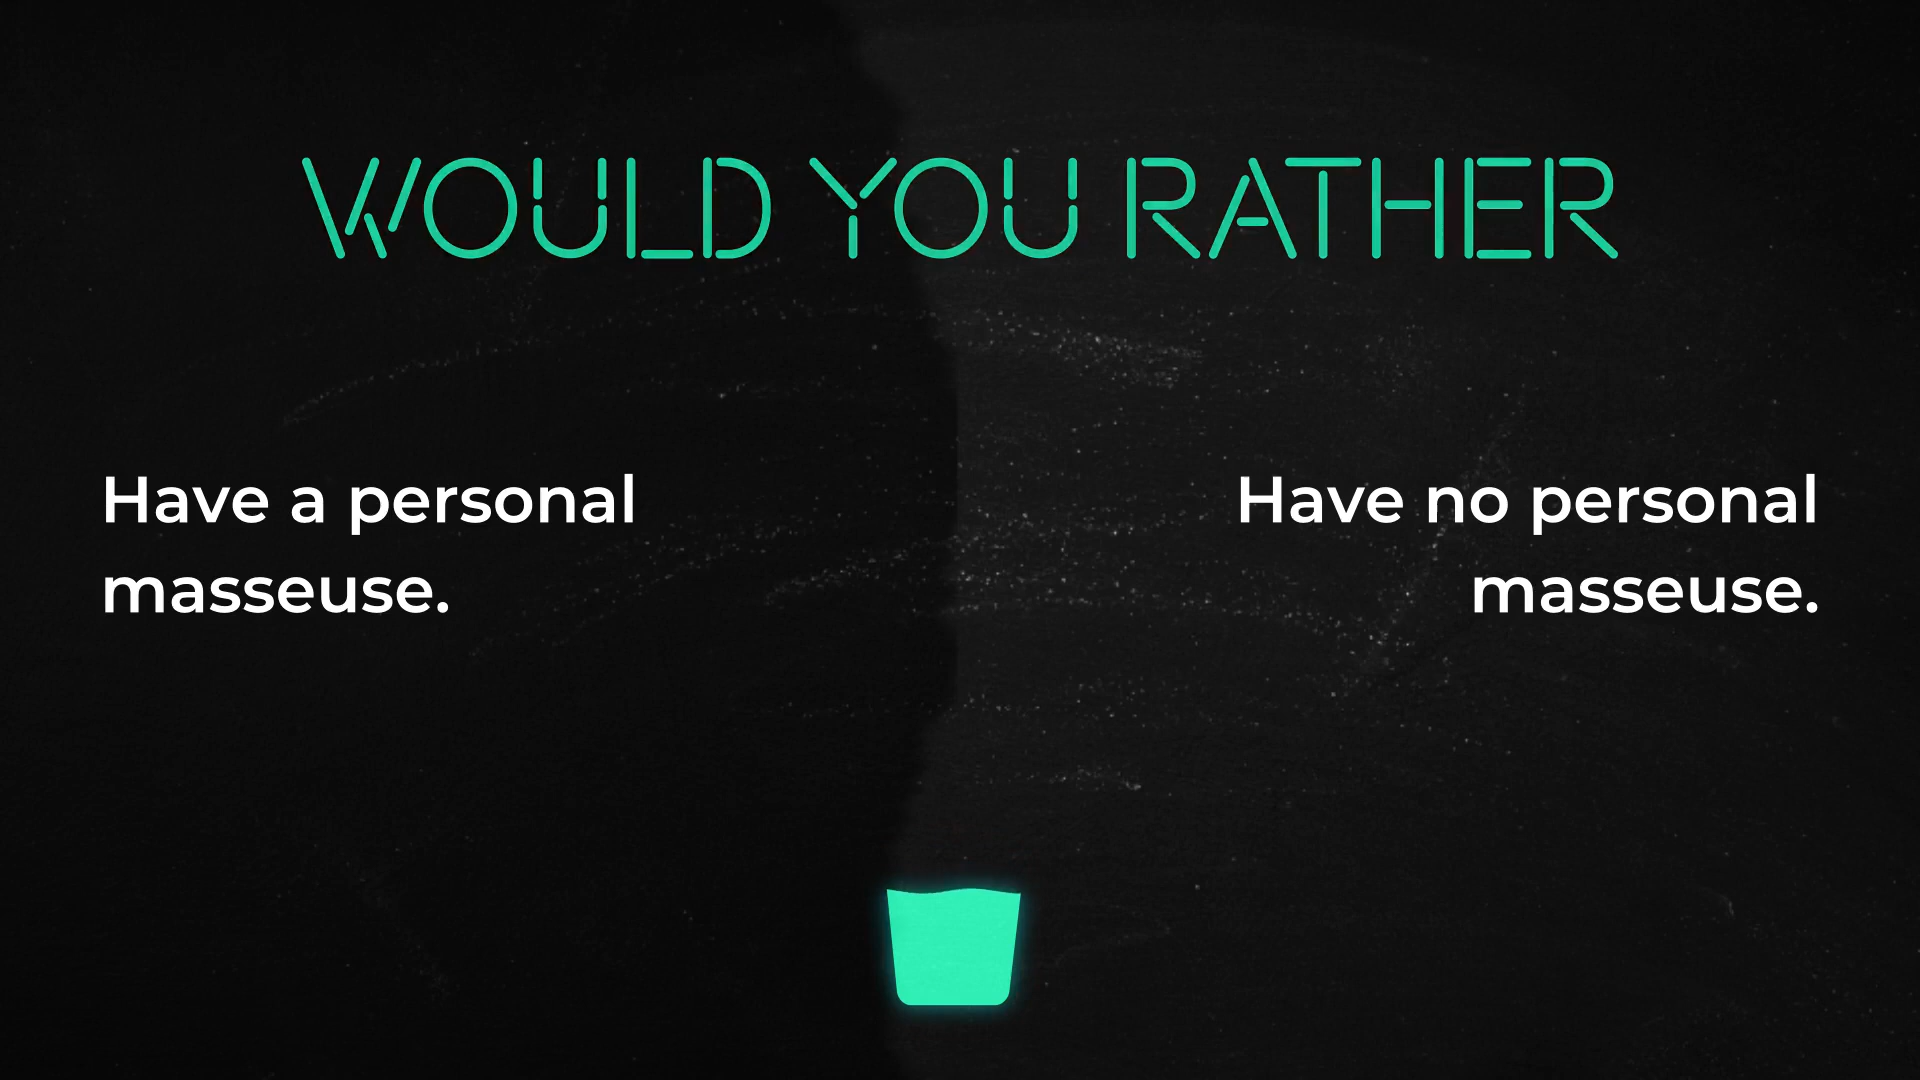 WOULD YOU RATHER
Have a personal
masseuse.
Have no personal
masseuse.